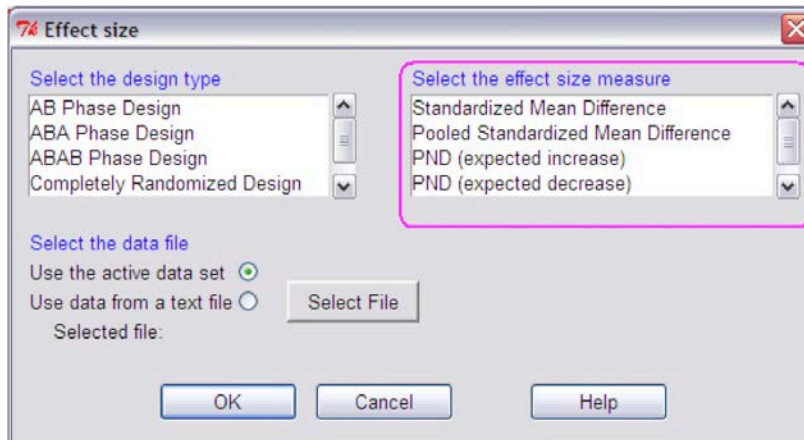 Effect size
Select the design type
AB Phase Design
ABA Phase Design
ABAB Phase Design
Completely Randomized Design
Select the effect size measure
Standardized Mean Difference
Pooled Standardized Mean Difference
PND (expected increase)
PND (expected decrease)
Select the data file
Use the active data set
Use data from a text file
Select File
Selected file:
OK
Cancel
Help